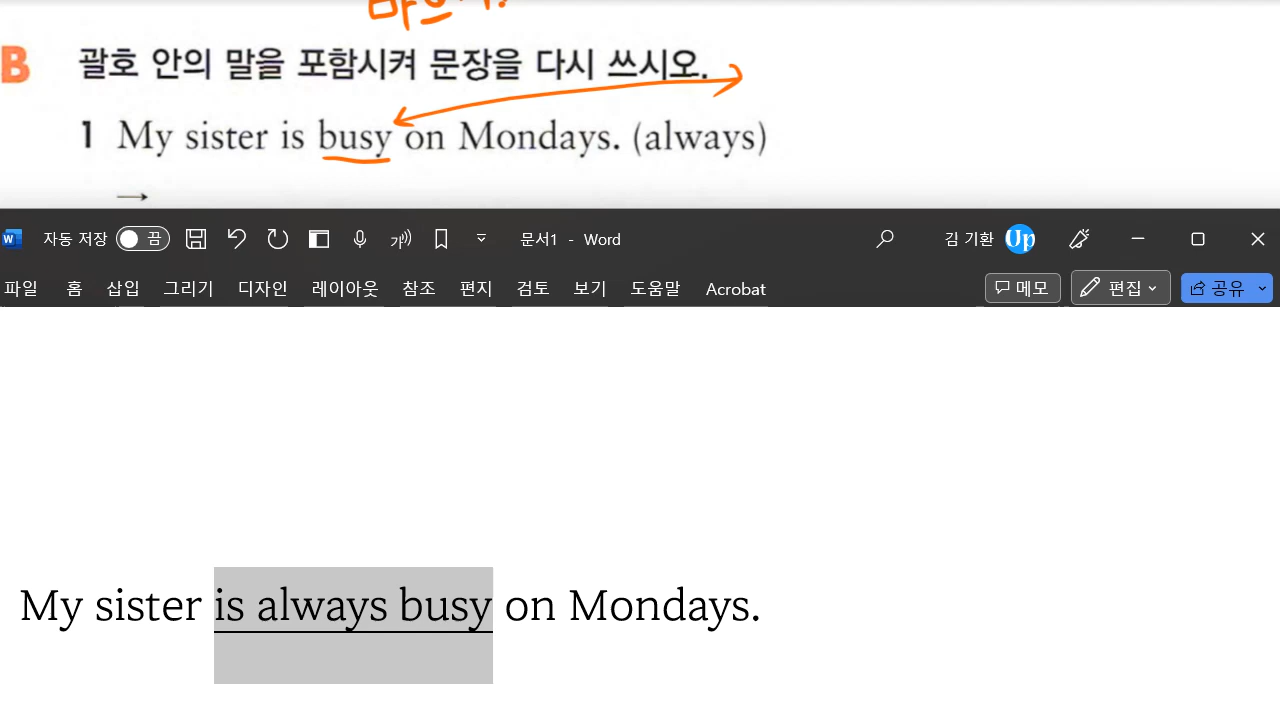 B 괄호 안의 말을 포함시켜 문장을 다시 쓰시오.
1 My sister is busy on Mondays. (always)
→
자동 저장 끔 가 문서1 - Word 김 기환 Up
파일 홈 삽입 그리기 디자인 레이아웃 참조 편지 검토 보기 도움말 Acrobat 메모 편집 공유
My sister is always busy on Mondays.